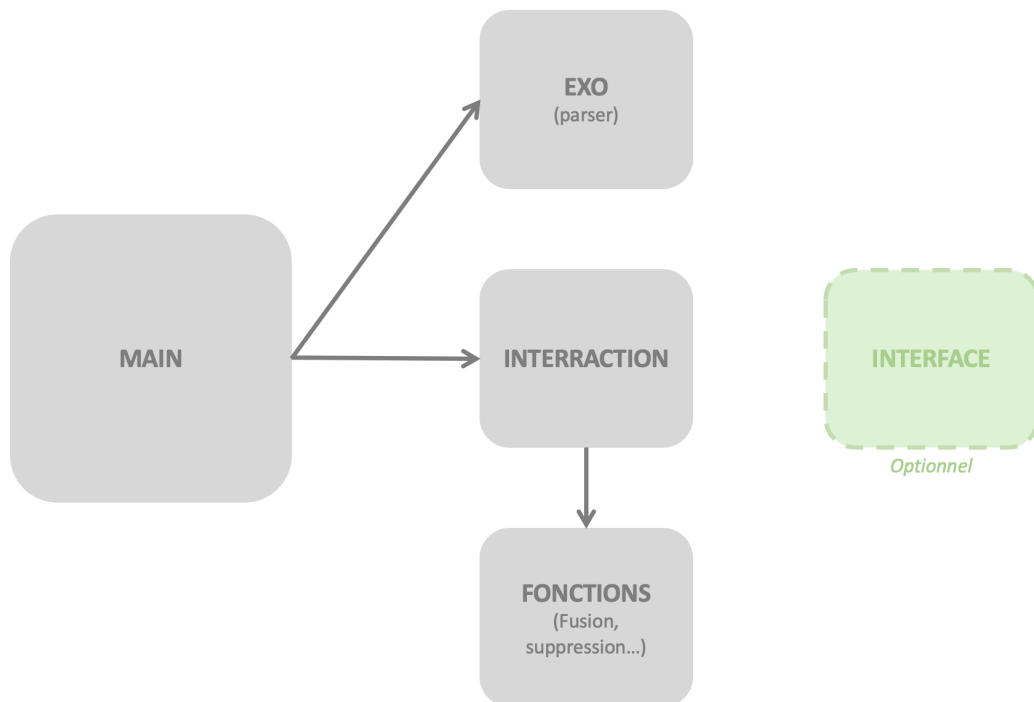 EXO
(parser)
MAIN
INTERRACTION
INTERFACE
Optionnel
FONCTIONS
(Fusion,
suppression...)